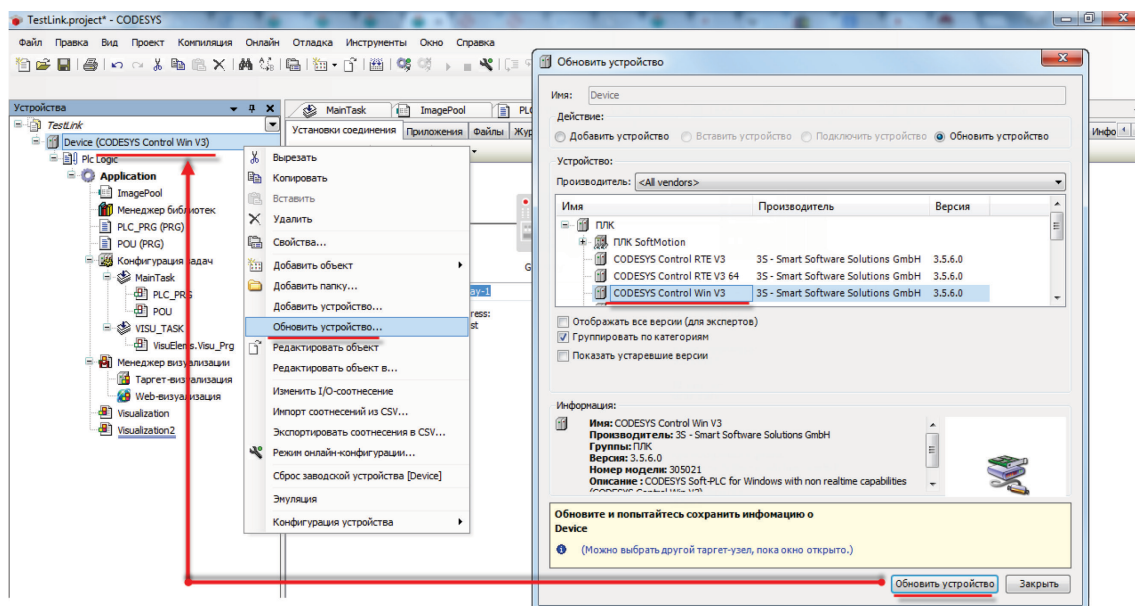 TestLink.project* - CODESYS
Файл Правка Вид Проект Компиляция Онлайн Отладка Инструменты Окно Справка
Устройства
TestLink
Device (CODESYS Control Win V3)
Plc Logic
Application
ImagePool
Менеджер библиотек
PLC_PRG (PRG)
POU (PRG)
Конфигурация задач
MainTask
PLC_PRG
POU
VISU_TASK
VisuElems.Visu_Prg
Менеджер визуализации
Таргет-визуализация
Web-визуализация
Visualization
Visualization2
MainTask ImagePool
Установки соединения Приложения Файлы
Вырезать
Копировать
Вставить
Удалить
Свойства...
Добавить объект
Добавить папку...
Добавить устройство...
Обновить устройство...
Редактировать объект
Редактировать объект в...
Изменить I/O-соотнесение
Импорт соотнесений из CSV...
Экспортировать соотнесения в CSV...
Режим онлайн-конфигурации...
Сброс заводской устройства [Device]
Эмуляция
Конфигурация устройства
ay-1
ress:
st
Обновить устройство
Имя: Device
Действие:
Добавить устройство Вставить устройство Подключить устройство Обновить устройство
Устройство:
Производитель: <All vendors>
Имя Производитель Версия
ПЛК
ПЛК SoftMotion
CODESYS Control RTE V3 3S - Smart Software Solutions GmbH 3.5.6.0
CODESYS Control RTE V3 64 3S - Smart Software Solutions GmbH 3.5.6.0
CODESYS Control Win V3 3S - Smart Software Solutions GmbH 3.5.6.0
Отображать все версии (для экспертов)
Группировать по категориям
Показать устаревшие версии
Информация:
Имя: CODESYS Control Win V3
Производитель: 3S - Smart Software Solutions GmbH
Группы: ПЛК
Версия: 3.5.6.0
Номер модели: 305021
Описание : CODESYS Soft-PLC for Windows with non realtime capabilities
(CODESYS Control Win V3)
Обновите и попытайтесь сохранить инфомацию о
Device
(Можно выбрать другой таргет-узел, пока окно открыто.)
Обновить устройство Закрыть
Инфо